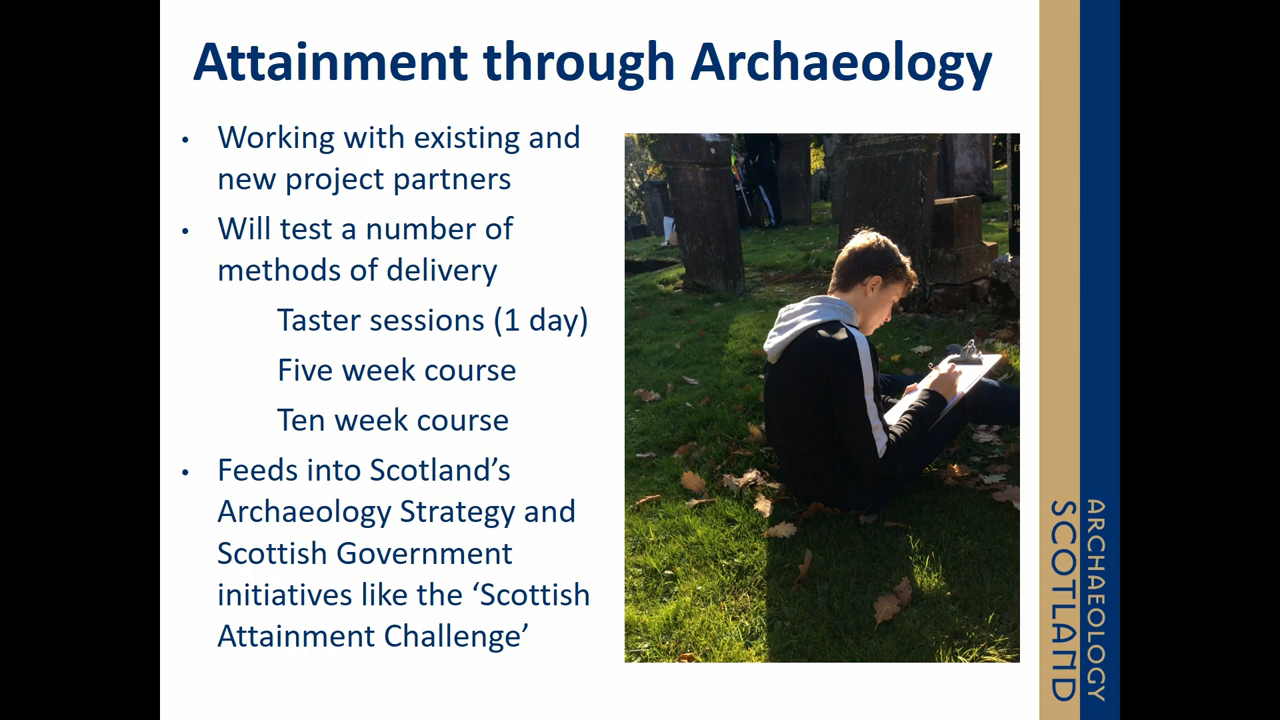 Attainment through Archaeology
• Working with existing and
new project partners
• Will test a number of
methods of delivery
Taster sessions (1 day)
Five week course
Ten week course
• Feeds into Scotland’s
Archaeology Strategy and
Scottish Government
initiatives like the ‘Scottish
Attainment Challenge’
ARCHAEOLOGY
SCOTLAND